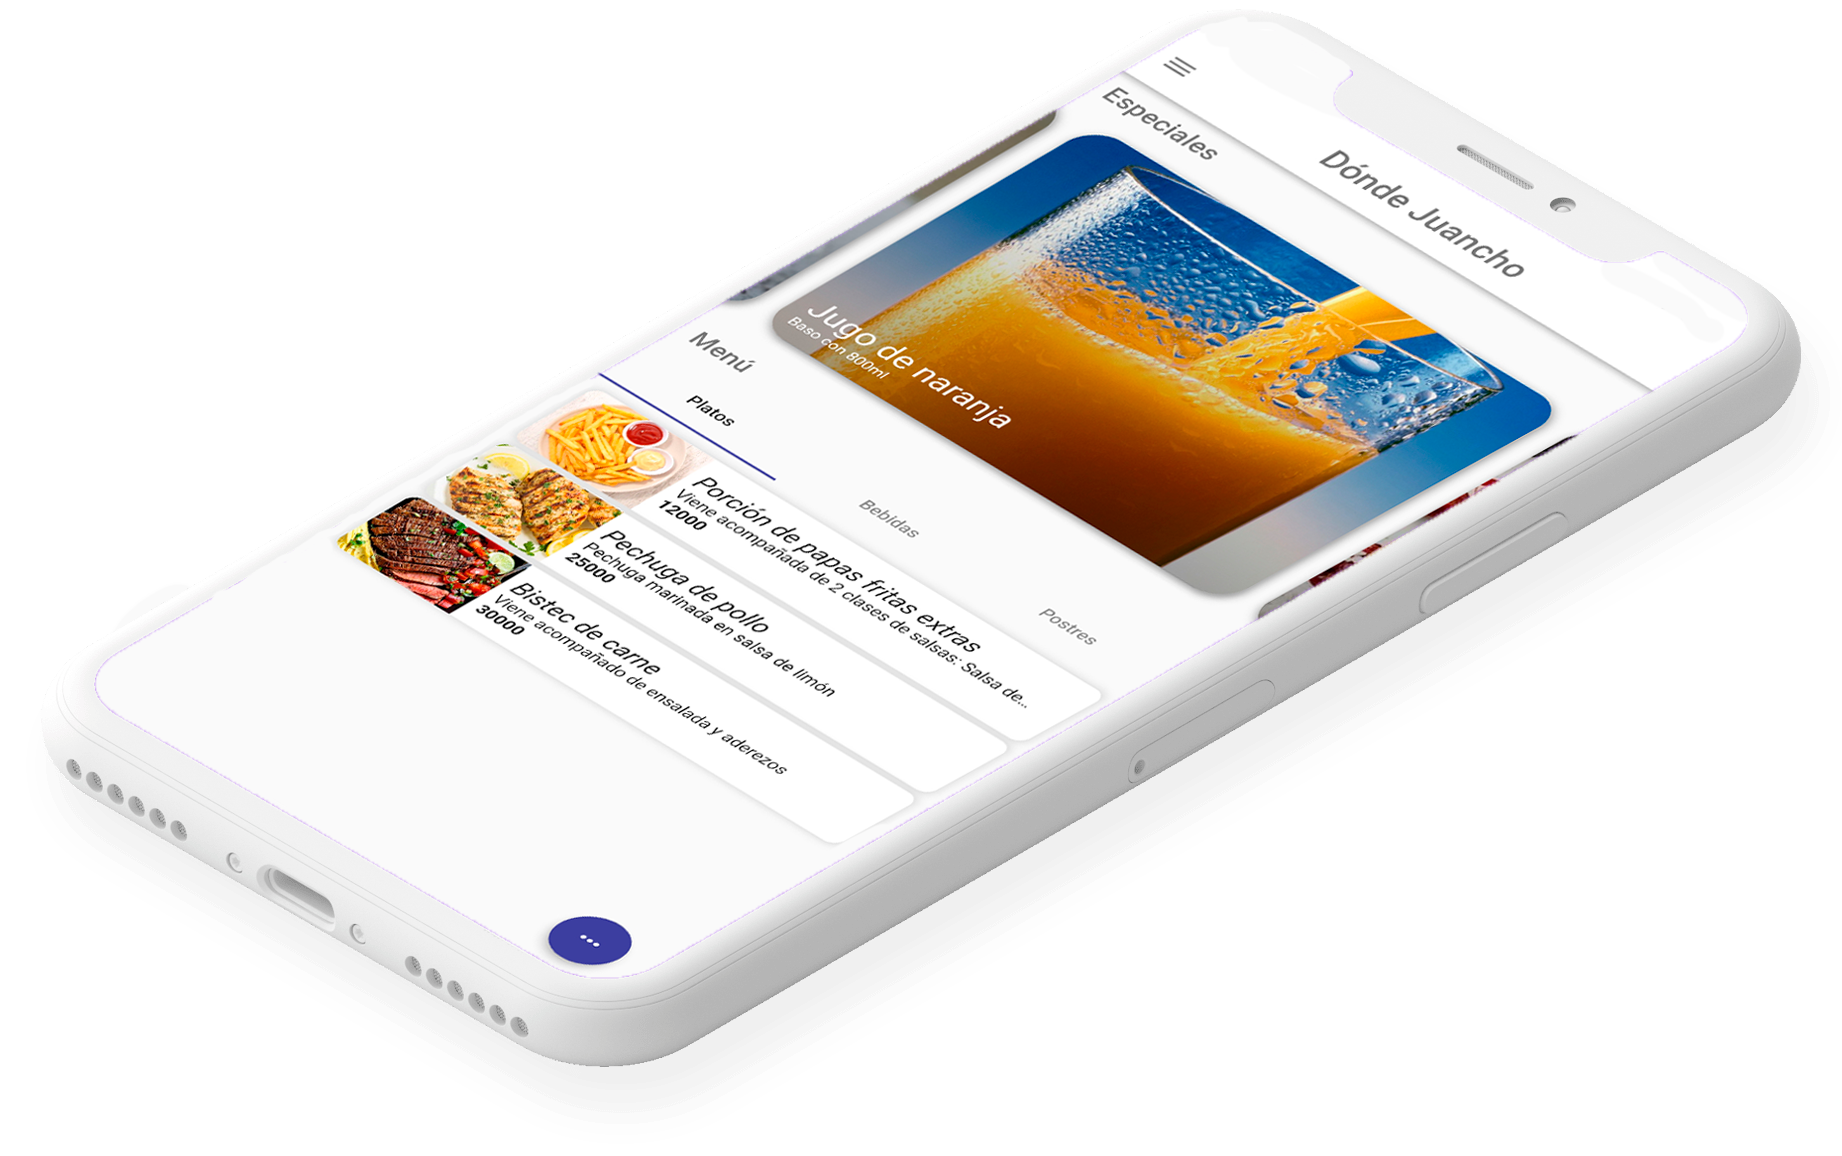 Dónde Juancho
Especiales
Jugo de naranja
Baso con 800ml
Menú
Platos
Bebidas
Postres
Porción de papas fritas extras
Viene acompañada de 2 clases de salsas: Salsa de...
12000
Pechuga de pollo
Pechuga marinada en salsa de limón
25000
Bistec de carne
Viene acompañado de ensalada y aderezos
30000